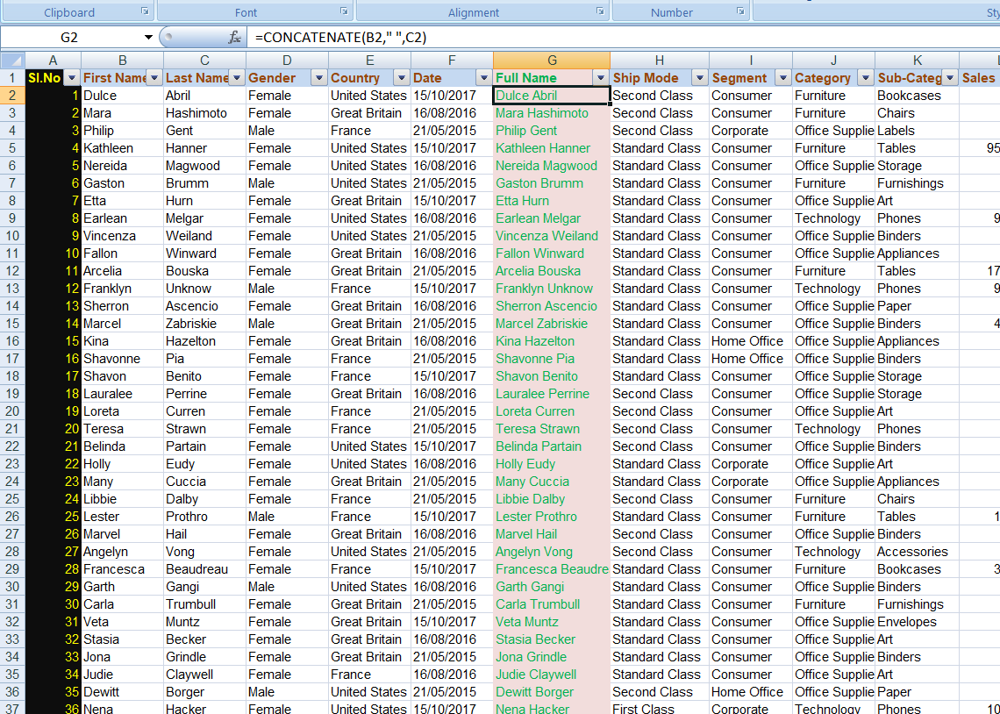 Clipboard Font Alignment Number Sty
G2 fx =CONCATENATE(B2," ",C2)
A B C D E F G H I J K L
1 Sl.No First Name Last Name Gender Country Date Full Name Ship Mode Segment Category Sub-Categ Sales
2 1 Dulce Abril Female United States 15/10/2017 Dulce Abril Second Class Consumer Furniture Bookcases
3 2 Mara Hashimoto Female Great Britain 16/08/2016 Mara Hashimoto Second Class Consumer Furniture Chairs
4 3 Philip Gent Male France 21/05/2015 Philip Gent Second Class Corporate Office Supplie Labels
5 4 Kathleen Hanner Female United States 15/10/2017 Kathleen Hanner Standard Class Consumer Furniture Tables 95
6 5 Nereida Magwood Female United States 16/08/2016 Nereida Magwood Standard Class Consumer Office Supplie Storage
7 6 Gaston Brumm Male United States 21/05/2015 Gaston Brumm Standard Class Consumer Furniture Furnishings
8 7 Etta Hurn Female Great Britain 15/10/2017 Etta Hurn Standard Class Consumer Office Supplie Art
9 8 Earlean Melgar Female United States 16/08/2016 Earlean Melgar Standard Class Consumer Technology Phones 9
10 9 Vincenza Weiland Female United States 21/05/2015 Vincenza Weiland Standard Class Consumer Office Supplie Binders
11 10 Fallon Winward Female Great Britain 16/08/2016 Fallon Winward Standard Class Consumer Office Supplie Appliances
12 11 Arcelia Bouska Female Great Britain 21/05/2015 Arcelia Bouska Standard Class Consumer Furniture Tables 17
13 12 Franklyn Unknow Male France 15/10/2017 Franklyn Unknow Standard Class Consumer Technology Phones 9
14 13 Sherron Ascencio Female Great Britain 16/08/2016 Sherron Ascencio Standard Class Consumer Office Supplie Paper
15 14 Marcel Zabriskie Male Great Britain 21/05/2015 Marcel Zabriskie Standard Class Consumer Office Supplie Binders 4
16 15 Kina Hazelton Female Great Britain 16/08/2016 Kina Hazelton Standard Class Home Office Office Supplie Appliances
17 16 Shavonne Pia Female France 21/05/2015 Shavonne Pia Standard Class Home Office Office Supplie Binders
18 17 Shavon Benito Female France 21/05/2015 Shavon Benito Standard Class Consumer Office Supplie Storage
19 18 Lauralee Perrine Female Great Britain 16/08/2016 Lauralee Perrine Second Class Consumer Office Supplie Storage
20 19 Loreta Curren Female France 21/05/2015 Loreta Curren Second Class Consumer Office Supplie Art
21 20 Teresa Strawn Female France 21/05/2015 Teresa Strawn Second Class Consumer Technology Phones
22 21 Belinda Partain Female United States 15/10/2017 Belinda Partain Second Class Consumer Office Supplie Binders
23 22 Holly Eudy Female United States 16/08/2016 Holly Eudy Standard Class Corporate Office Supplie Art
24 23 Many Cuccia Female Great Britain 21/05/2015 Many Cuccia Standard Class Corporate Office Supplie Appliances
25 24 Libbie Dalby Female France 21/05/2015 Libbie Dalby Second Class Consumer Furniture Chairs
26 25 Lester Prothro Male France 15/10/2017 Lester Prothro Standard Class Consumer Furniture Tables 1
27 26 Marvel Hail Female Great Britain 16/08/2016 Marvel Hail Second Class Consumer Office Supplie Binders
28 27 Angelyn Vong Female United States 21/05/2015 Angelyn Vong Second Class Consumer Technology Accessories
29 28 Francesca Beaudreau Female France 15/10/2017 Francesca Beaudre Standard Class Consumer Furniture Bookcases 3
30 29 Garth Gangi Male United States 16/08/2016 Garth Gangi Standard Class Consumer Office Supplie Binders
31 30 Carla Trumbull Female Great Britain 21/05/2015 Carla Trumbull Standard Class Consumer Furniture Furnishings
32 31 Veta Muntz Female Great Britain 15/10/2017 Veta Muntz Standard Class Consumer Office Supplie Envelopes
33 32 Stasia Becker Female Great Britain 16/08/2016 Stasia Becker Standard Class Consumer Office Supplie Art
34 33 Jona Grindle Female Great Britain 21/05/2015 Jona Grindle Standard Class Consumer Office Supplie Binders
35 34 Judie Claywell Female France 16/08/2016 Judie Claywell Standard Class Consumer Office Supplie Art
36 35 Dewitt Borger Male United States 21/05/2015 Dewitt Borger Second Class Home Office Office Supplie Paper
37 36 Nena Hacker Female United States 15/10/2017 Nena Hacker First Class Corporate Technology Phones 10